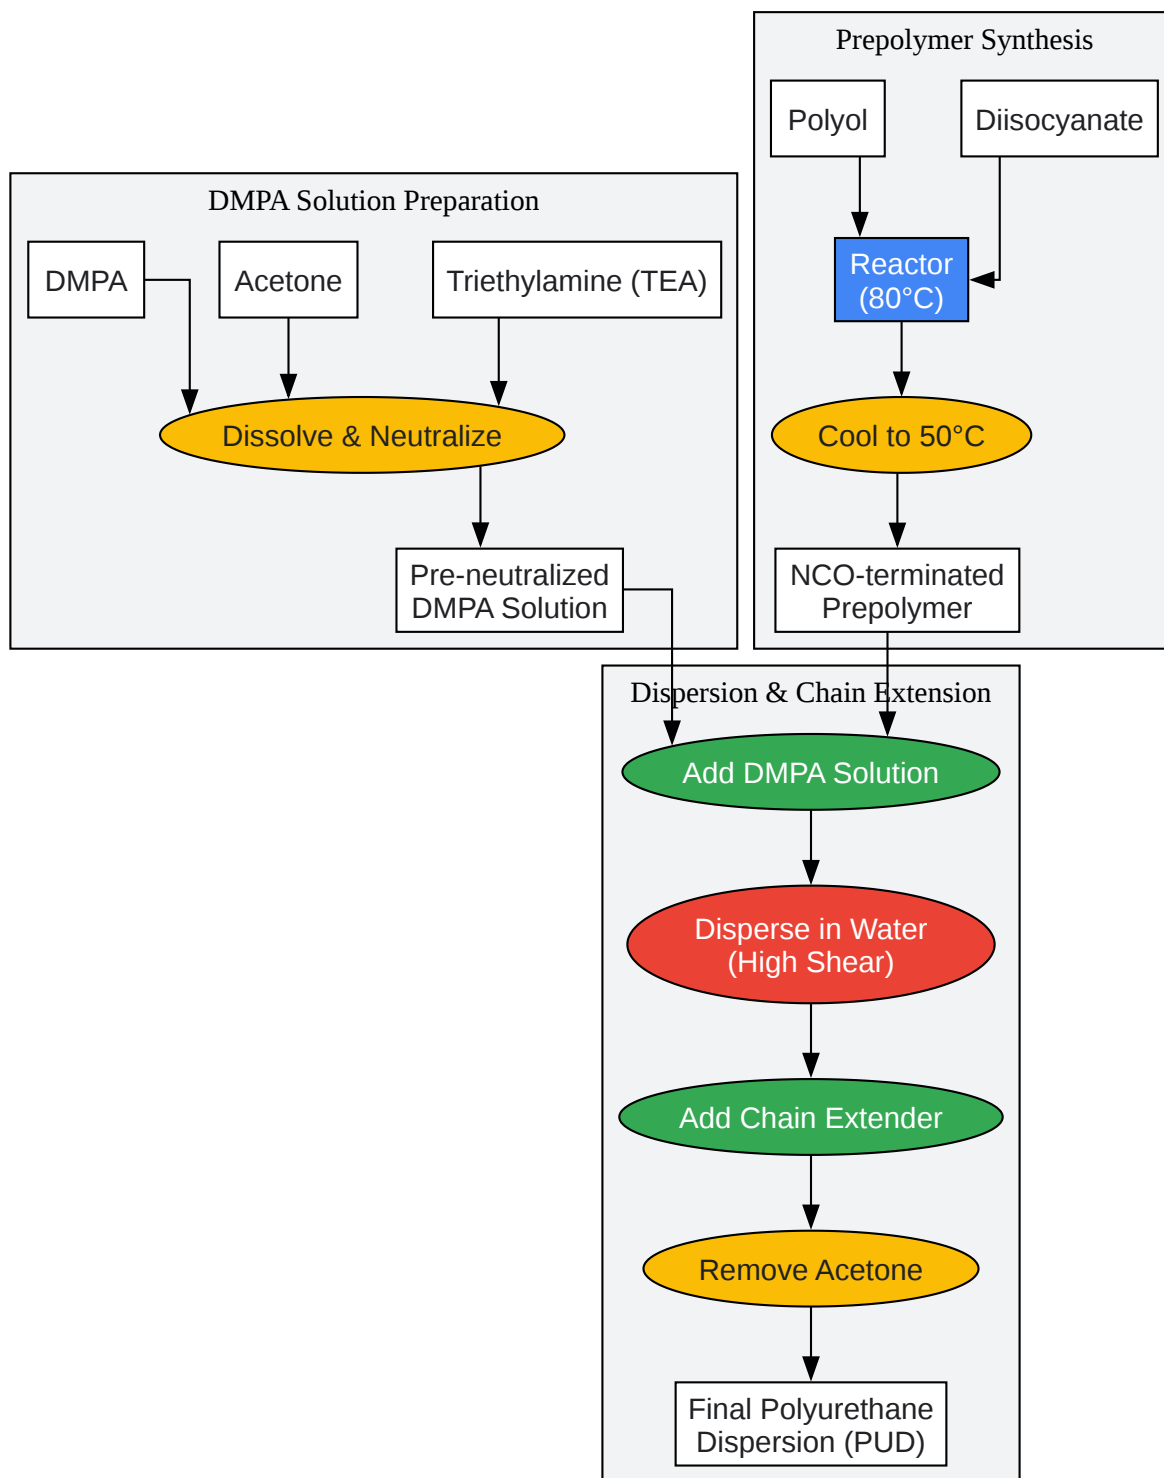 Prepolymer Synthesis
Polyol
Diisocyanate
Reactor
(80°C)
Cool to 50°C
NCO-terminated
Prepolymer
DMPA Solution Preparation
DMPA
Acetone
Triethylamine (TEA)
Dissolve & Neutralize
Pre-neutralized
DMPA Solution
Dispersion & Chain Extension
Add DMPA Solution
Disperse in Water
(High Shear)
Add Chain Extender
Remove Acetone
Final Polyurethane
Dispersion (PUD)